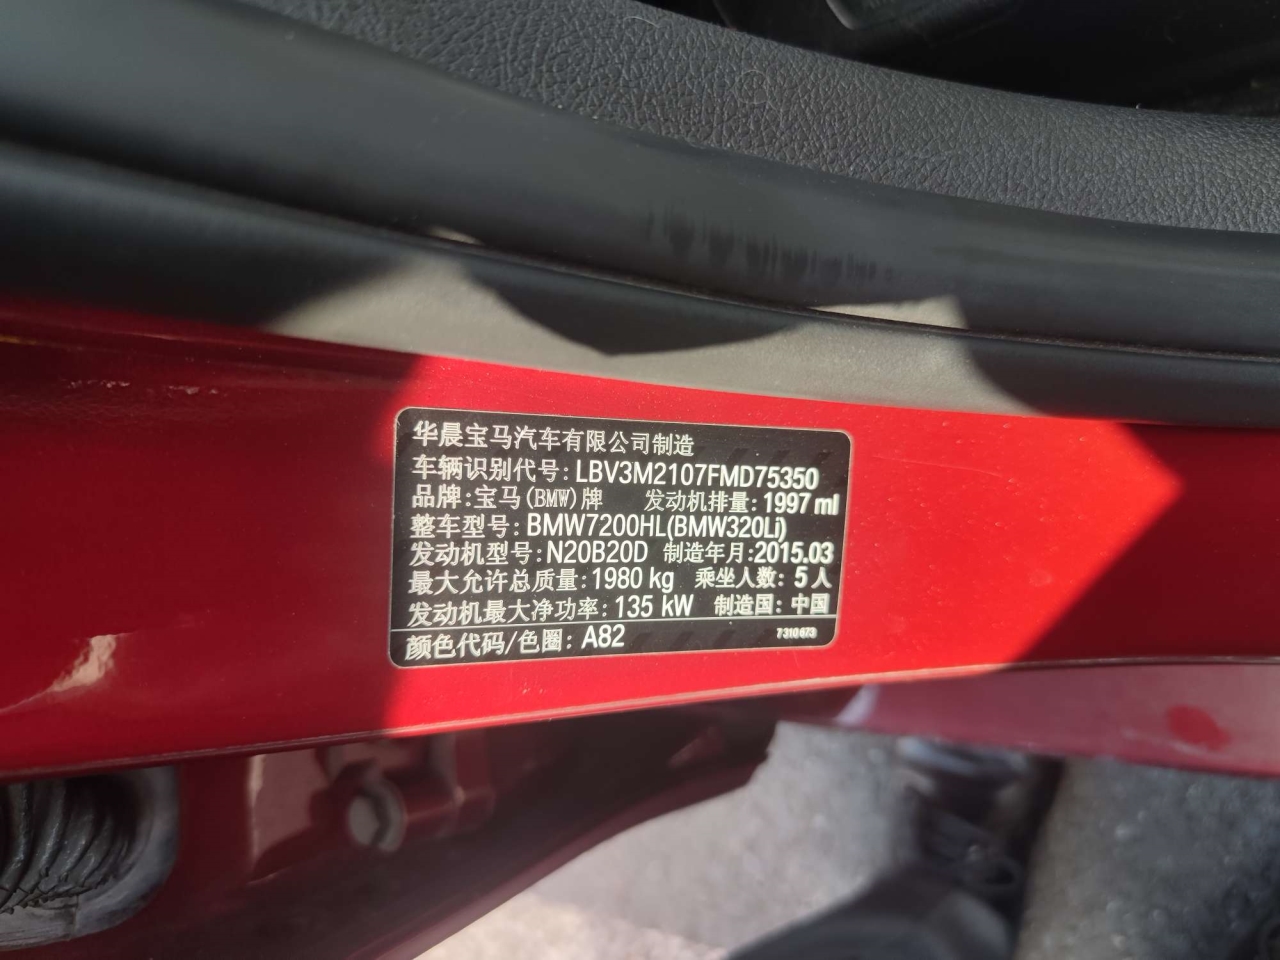 华晨宝马汽车有限公司制造
车辆识别代号: LBV3M2107FMD75350
品牌: 宝马(BMW)牌 发动机排量: 1997 ml
整车型号: BMW7200HL(BMW320Li)
发动机型号: N20B20D 制造年月: 2015.03
最大允许总质量: 1980 kg 乘坐人数: 5人
发动机最大净功率: 135 kW 制造国: 中国
颜色代码/色圈: A82 7310673